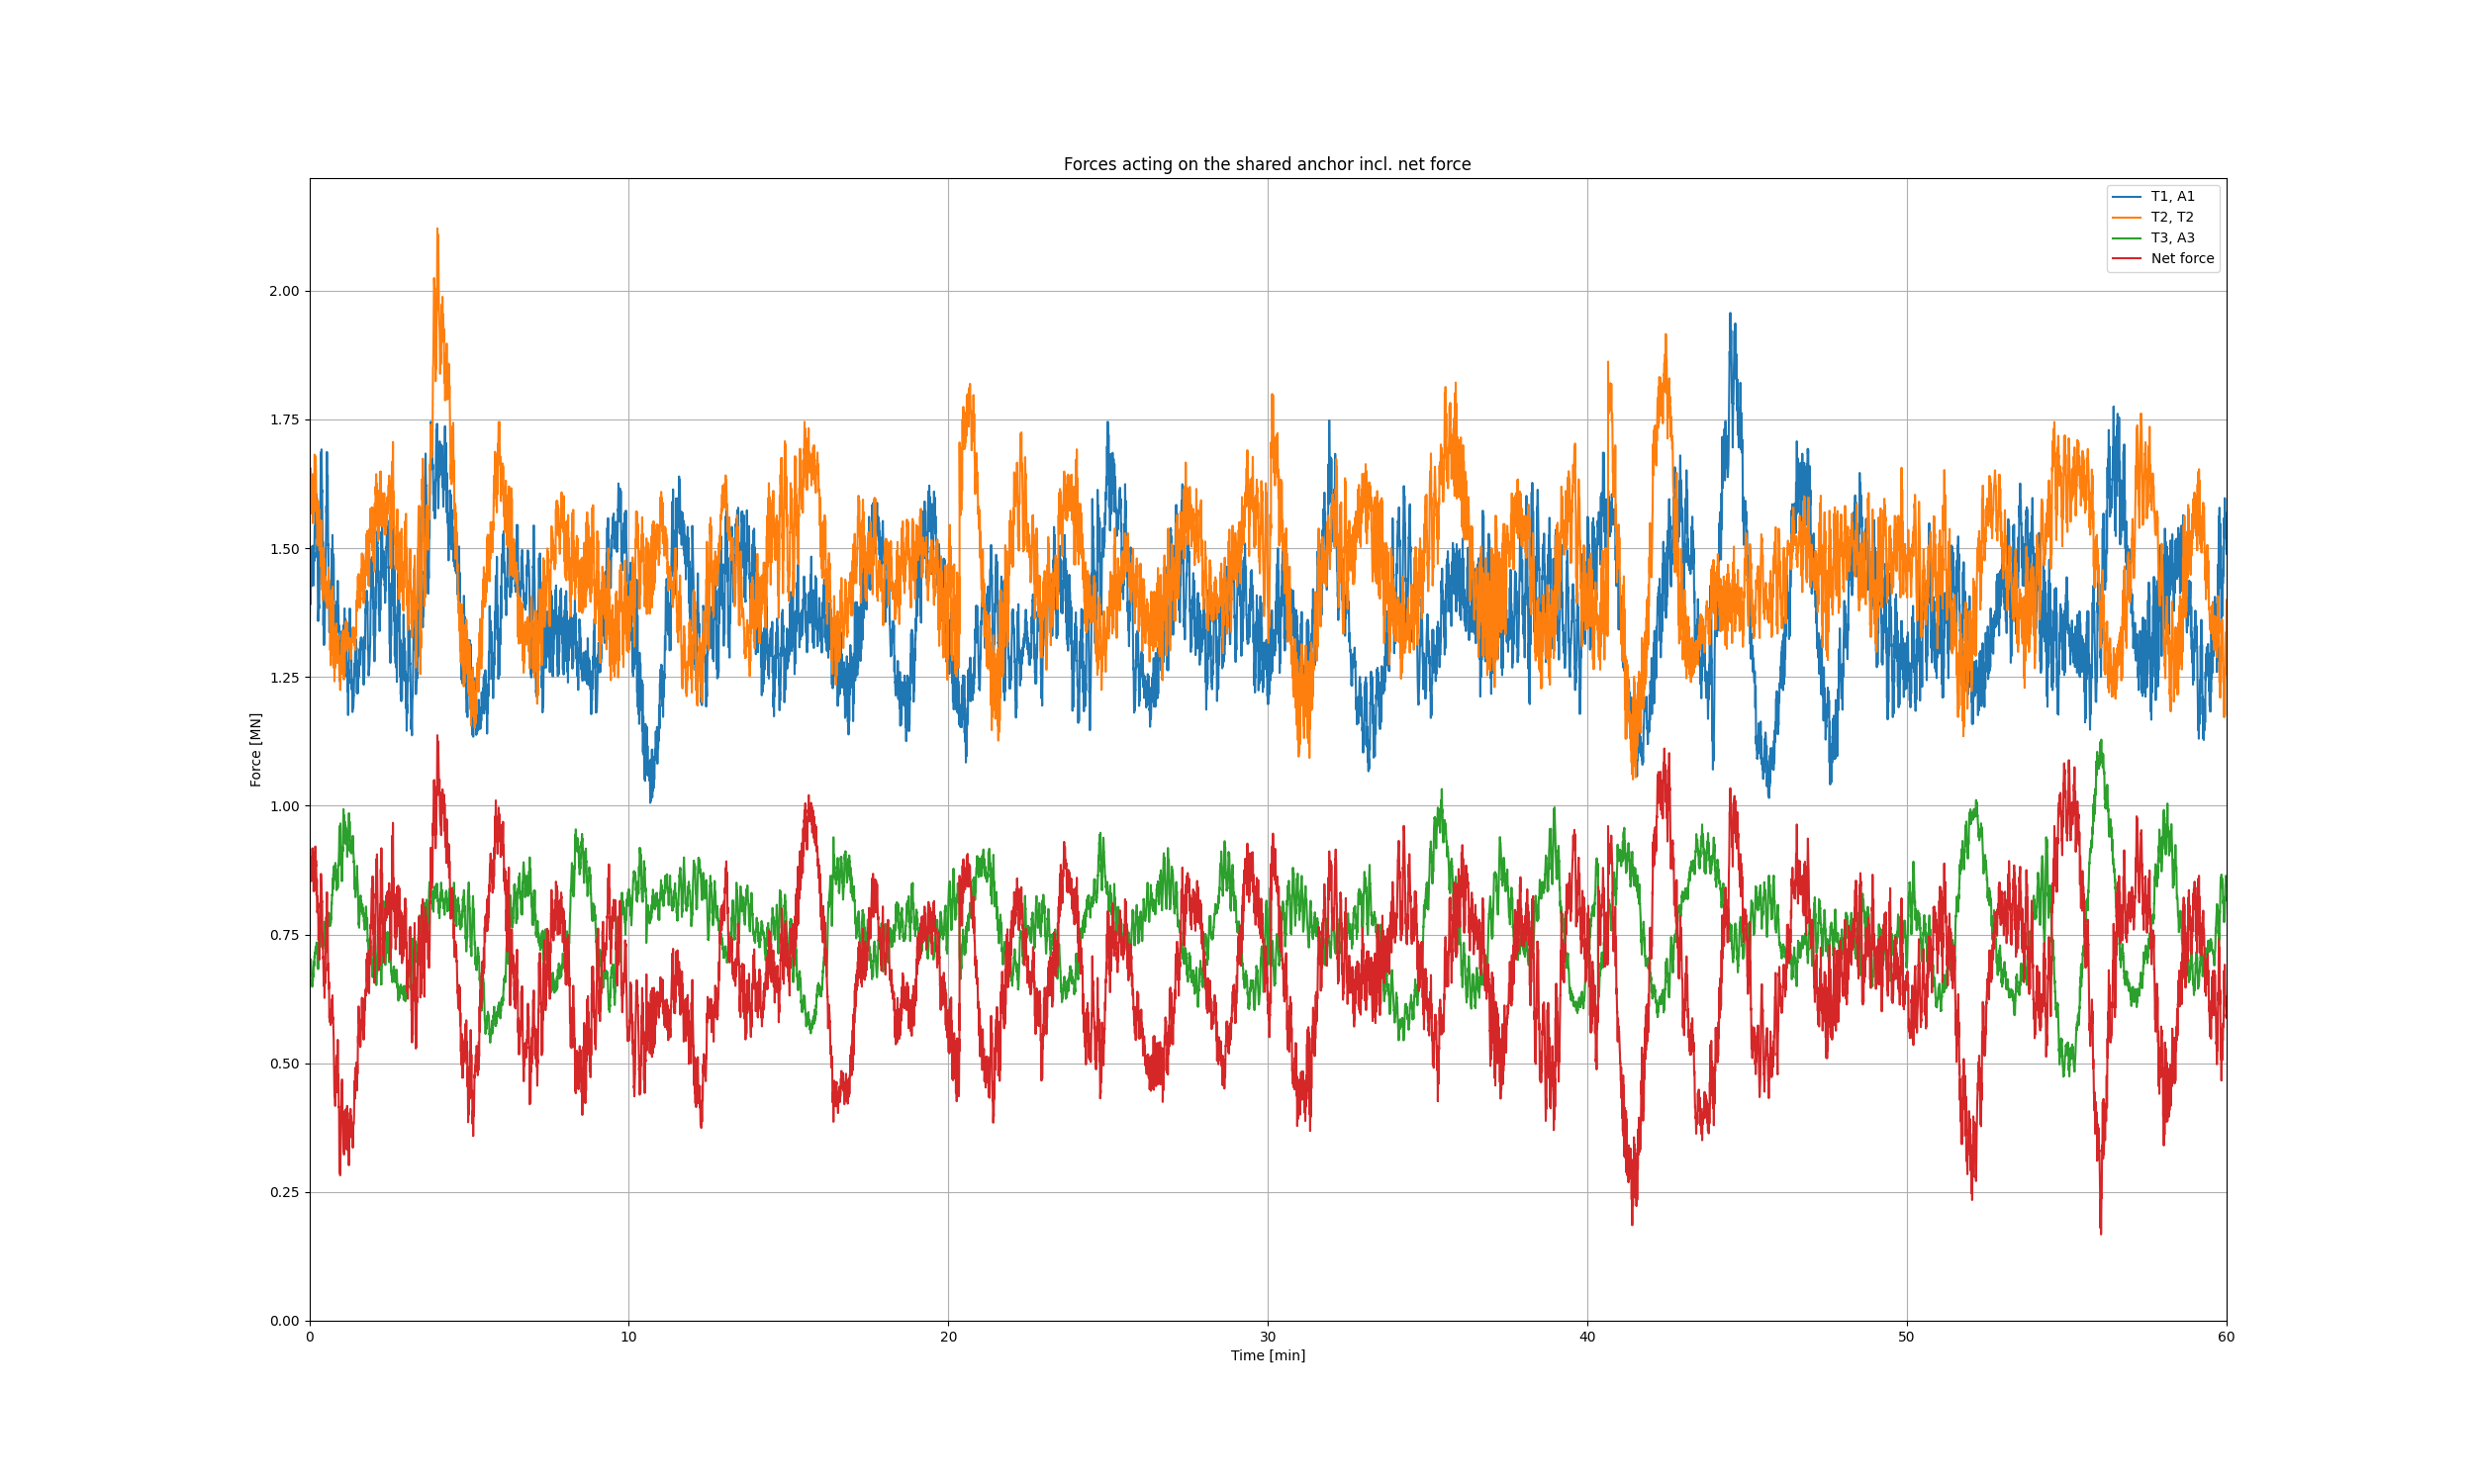 Forces acting on the shared anchor incl. net force
T1, A1
T2, T2
T3, A3
Net force
Force [MN]
2.00
1.75
1.50
1.25
1.00
0.75
0.50
0.25
0.00
0 10 20 30 40 50 60
Time [min]